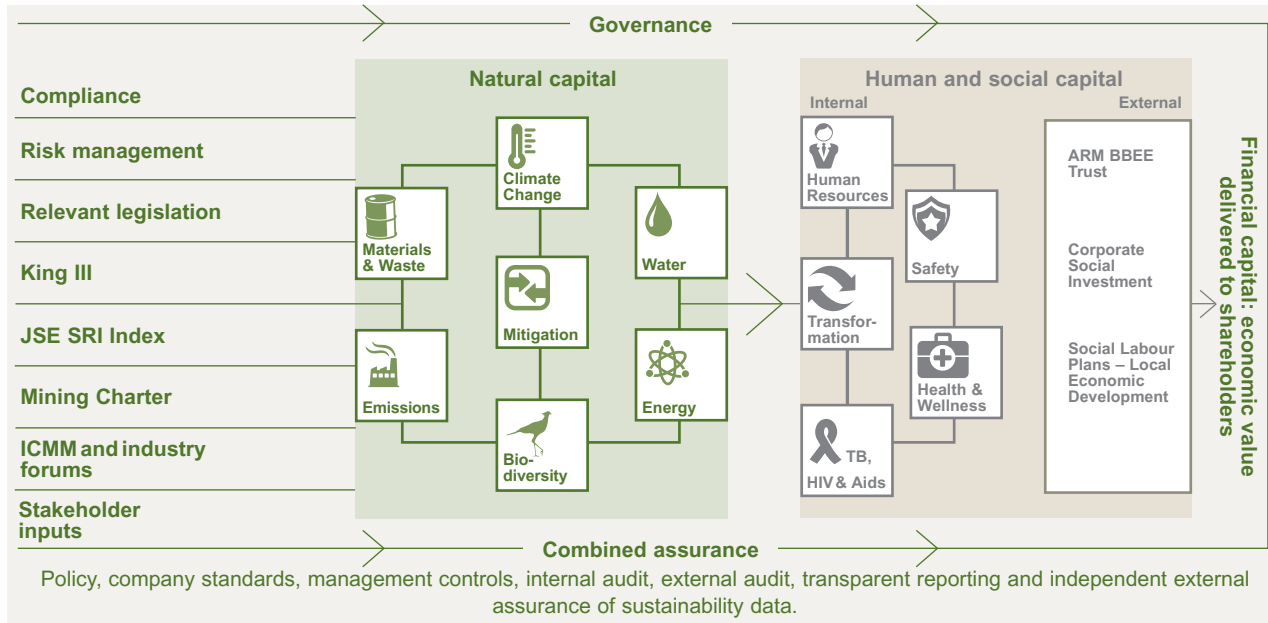 Governance
Compliance
Risk management
Relevant legislation
King III
JSE SRI Index
Mining Charter
ICMM and industry
forums
Stakeholder
inputs
Natural capital
Climate
Change
Materials
& Waste
Water
Mitigation
Emissions
Energy
Bio-
diversity
Human and social capital
Internal
External
Human
Resources
Safety
Transfor-
mation
Health &
Wellness
TB,
HIV & Aids
ARM BBEE
Trust
Corporate
Social
Investment
Social Labour
Plans – Local
Economic
Development
Financial capital: economic value
delivered to shareholders
Combined assurance
Policy, company standards, management controls, internal audit, external audit, transparent reporting and independent external
assurance of sustainability data.